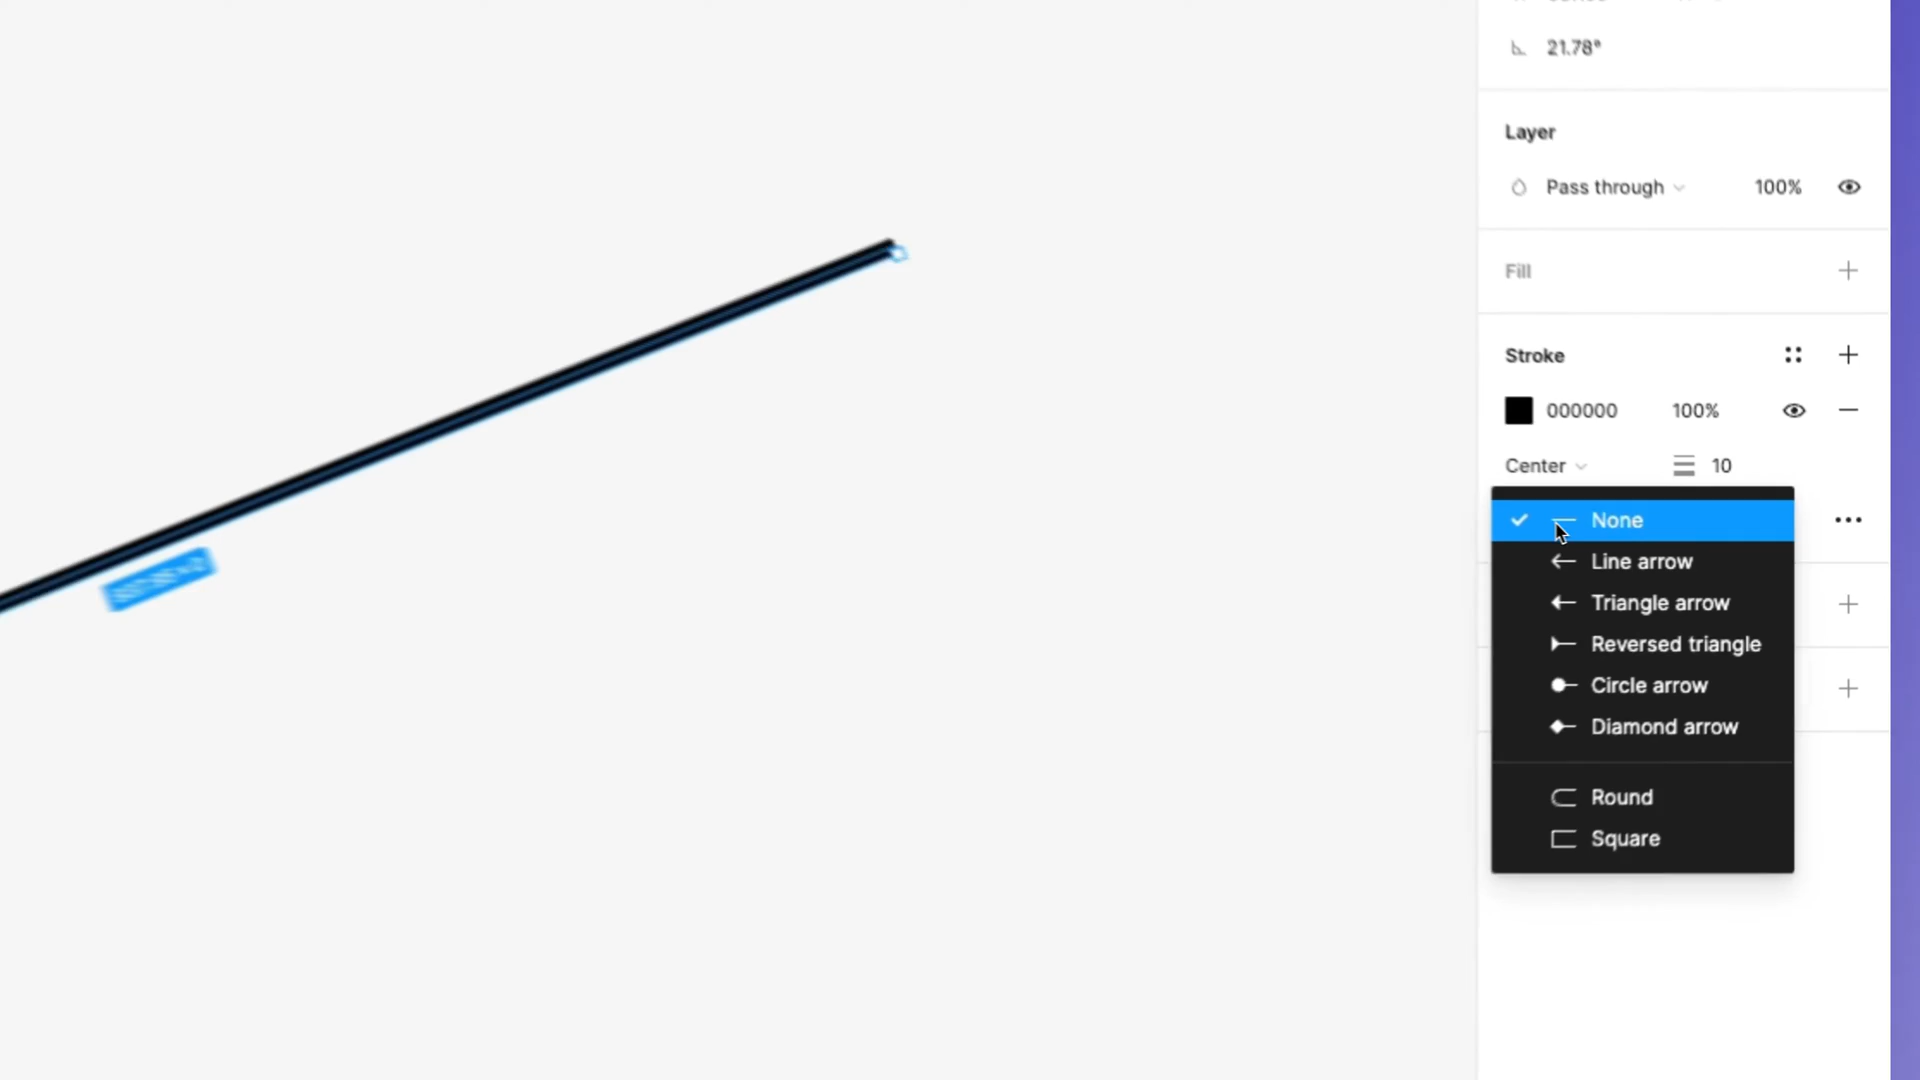 21.78°
Layer
Pass through 100%
Fill
Stroke
000000 100%
Center 10
None
Line arrow
Triangle arrow
Reversed triangle
Circle arrow
Diamond arrow
Round
Square